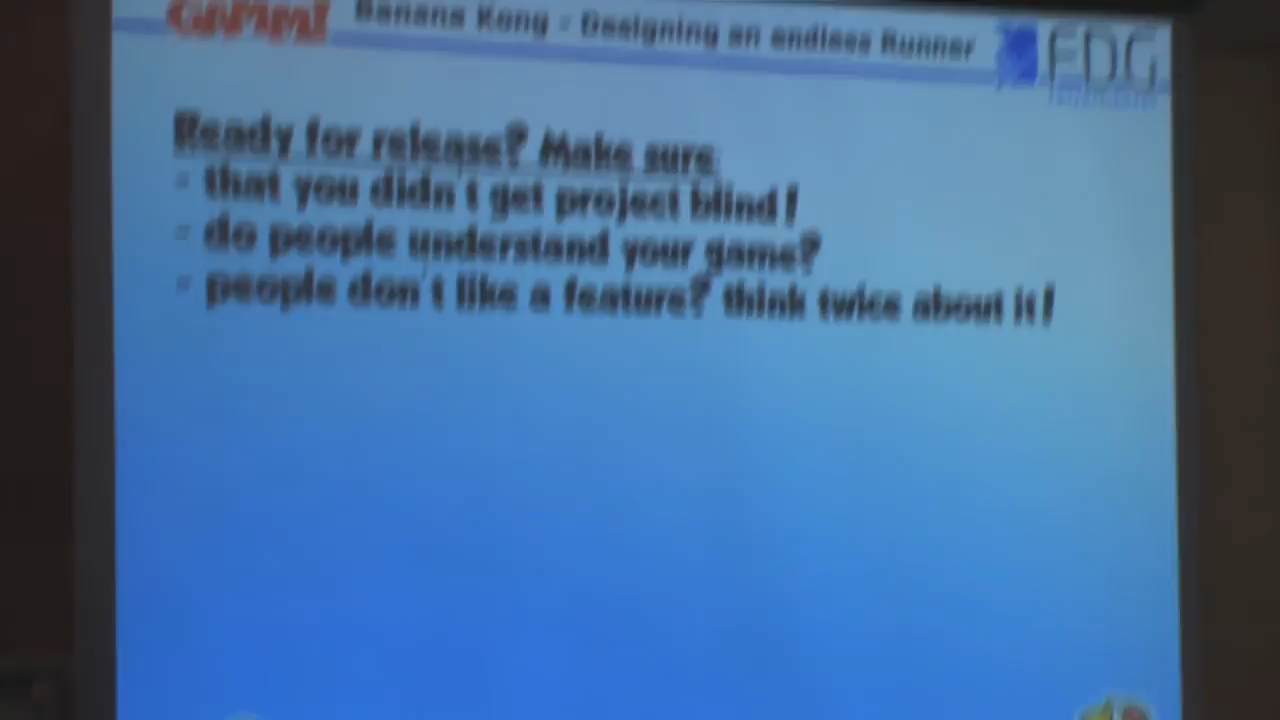 GAMMI Banana Kong - Designing an endless Runner FDG
Ready for release? Make sure
- that you didn't get project blind!
- do people understand your game?
- people don't like a feature? think twice about it!